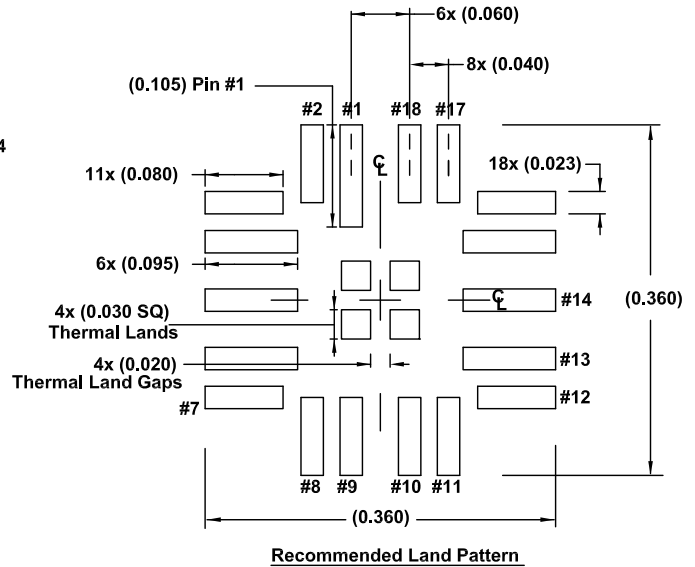 6x (0.060)
8x (0.040)
(0.105) Pin #1
#2 #1 #18 #17
4
℄
11x (0.080)
18x (0.023)
6x (0.095)
4x (0.030 SQ)
Thermal Lands
℄
#14
(0.360)
4x (0.020)
Thermal Land Gaps
#13
#7
#12
#8 #9 #10 #11
(0.360)
Recommended Land Pattern